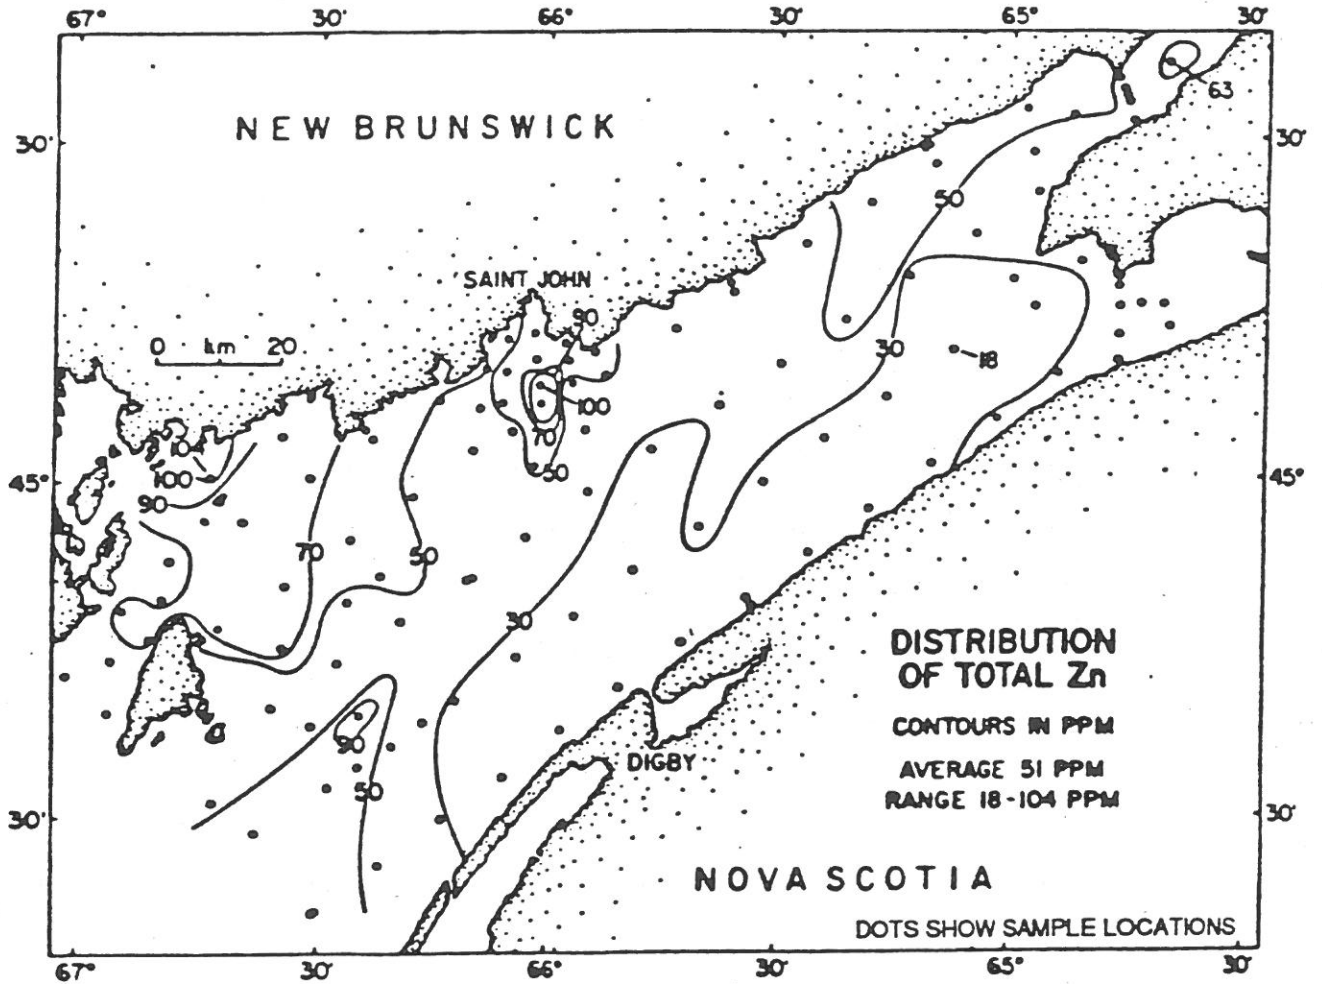 67° 30' 66° 30' 65° 30'
63
NEW BRUNSWICK
30' 30'
50
SAINT JOHN
90
0 km 20
30
18
100
70
50
100
45° 45°
90
70 50
30
DISTRIBUTION
OF TOTAL Zn
CONTOURS IN PPM
90
DIGBY
AVERAGE 51 PPM
50
RANGE 18-104 PPM
30' 30'
NOVA SCOTIA
DOTS SHOW SAMPLE LOCATIONS
67° 30' 66° 30' 65° 30'